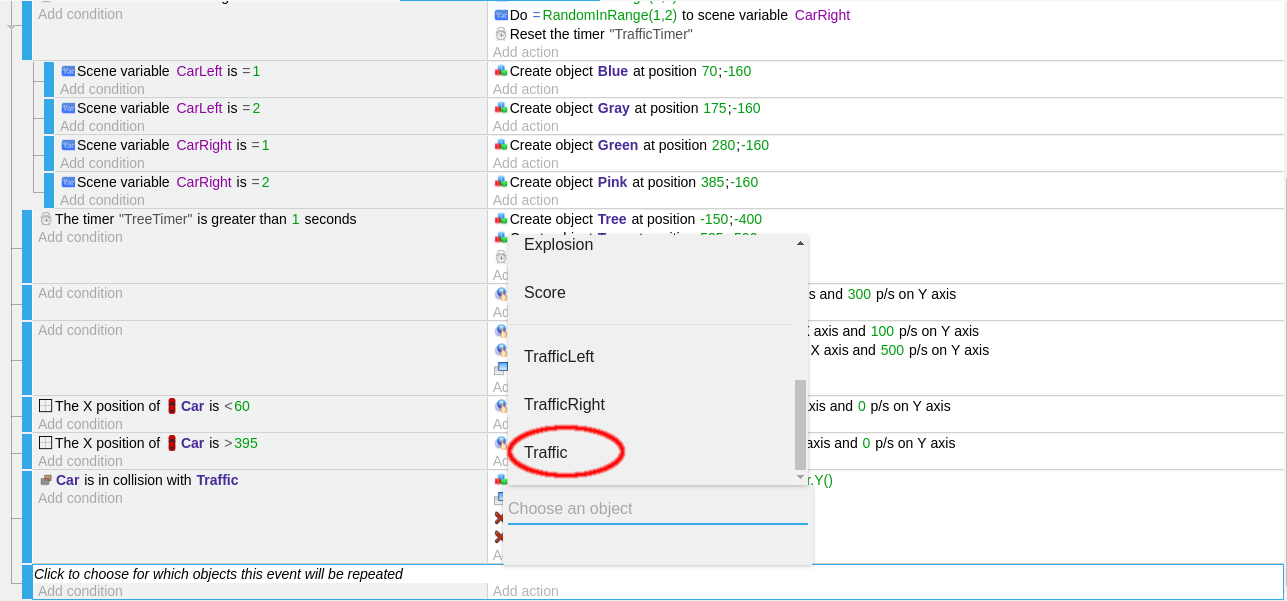 Add condition
Do =RandomInRange(1,2) to scene variable CarRight
Reset the timer "TrafficTimer"
Add action
Scene variable CarLeft is =1
Create object Blue at position 70;-160
Add condition
Add action
Scene variable CarLeft is =2
Create object Gray at position 175;-160
Add condition
Add action
Scene variable CarRight is =1
Create object Green at position 280;-160
Add condition
Add action
Scene variable CarRight is =2
Create object Pink at position 385;-160
Add condition
Add action
The timer "TreeTimer" is greater than 1 seconds
Create object Tree at position -150;-400
Add condition
Explosion
Add condition
Score
s and 300 p/s on Y axis
Add condition
X axis and 100 p/s on Y axis
TrafficLeft
X axis and 500 p/s on Y axis
TrafficRight
The X position of Car is <60
xis and 0 p/s on Y axis
Add condition
The X position of Car is >395
axis and 0 p/s on Y axis
Traffic
Add condition
Car is in collision with Traffic
r.Y()
Add condition
Choose an object
Click to choose for which objects this event will be repeated
Add condition
Add action